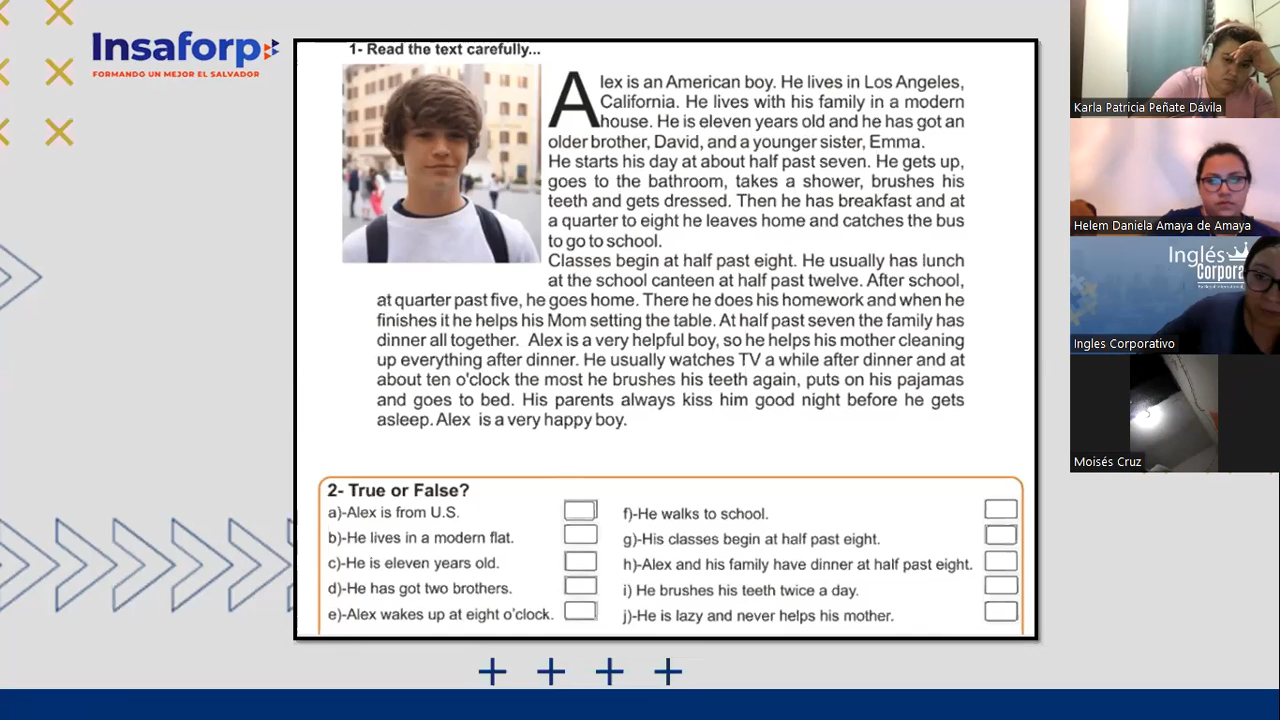 Insaforp
FORMANDO UN MEJOR EL SALVADOR
1- Read the text carefully...
Alex is an American boy. He lives in Los Angeles,
California. He lives with his family in a modern
house. He is eleven years old and he has got an
older brother, David, and a younger sister, Emma.
He starts his day at about half past seven. He gets up,
goes to the bathroom, takes a shower, brushes his
teeth and gets dressed. Then he has breakfast and at
a quarter to eight he leaves home and catches the bus
to go to school.
Classes begin at half past eight. He usually has lunch
at the school canteen at half past twelve. After school,
at quarter past five, he goes home. There he does his homework and when he
finishes it he helps his Mom setting the table. At half past seven the family has
dinner all together. Alex is a very helpful boy, so he helps his mother cleaning
up everything after dinner. He usually watches TV a while after dinner and at
about ten o'clock the most he brushes his teeth again, puts on his pajamas
and goes to bed. His parents always kiss him good night before he gets
asleep. Alex is a very happy boy.
2- True or False?
a)-Alex is from U.S.
b)-He lives in a modern flat.
c)-He is eleven years old.
d)-He has got two brothers.
e)-Alex wakes up at eight o'clock.
f)-He walks to school.
g)-His classes begin at half past eight.
h)-Alex and his family have dinner at half past eight.
i) He brushes his teeth twice a day.
j)-He is lazy and never helps his mother.
Karla Patricia Peñate Dávila
Helem Daniela Amaya de Amaya
Inglés
Ingles Corporativo
Moisés Cruz